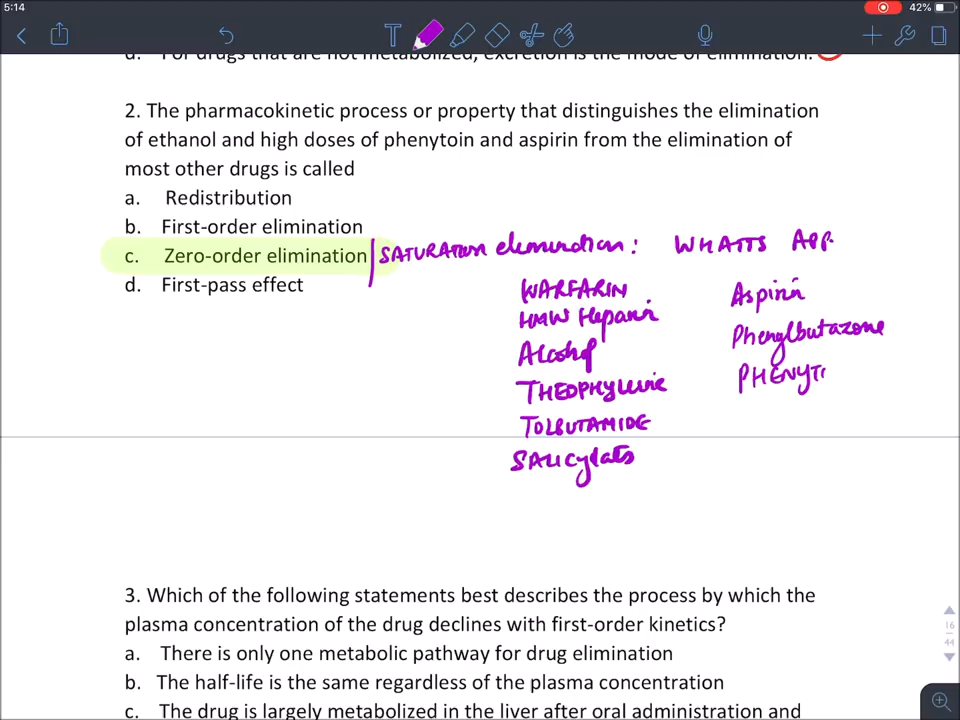 5:14
42%
d. For drugs that are not metabolized, excretion is the mode of elimination.
2. The pharmacokinetic process or property that distinguishes the elimination
of ethanol and high doses of phenytoin and aspirin from the elimination of
most other drugs is called
a. Redistribution
b. First-order elimination
c. Zero-order elimination
d. First-pass effect
SATURATION elimination: WHATTS APP
WARFARIN
HMW Heparin
Alcohol
THEOPHYLLINE
TOLBUTAMIDE
SALicylates
Aspirin
Phenylbutazone
PHENYT
3. Which of the following statements best describes the process by which the
plasma concentration of the drug declines with first-order kinetics?
a. There is only one metabolic pathway for drug elimination
b. The half-life is the same regardless of the plasma concentration
c. The drug is largely metabolized in the liver after oral administration and
16
44